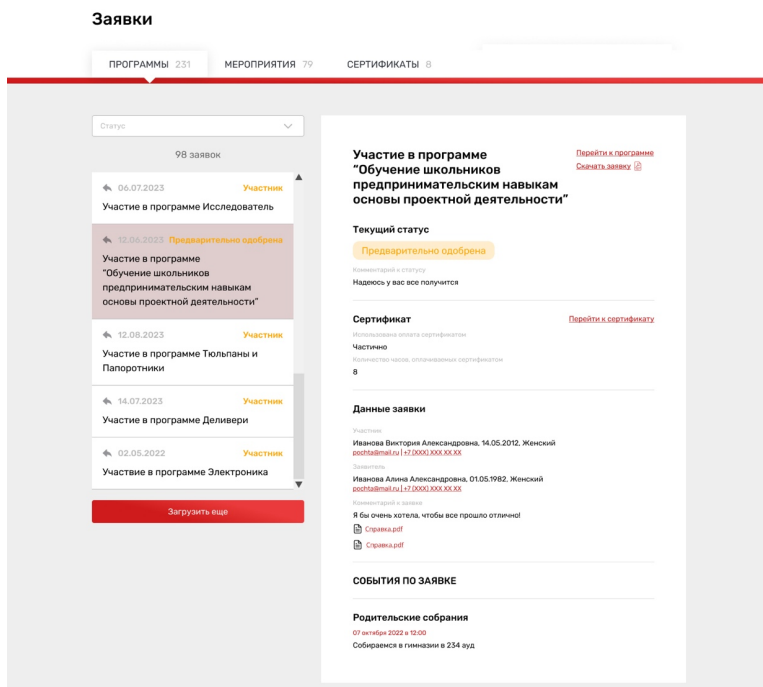 Заявки
ПРОГРАММЫ 231 МЕРОПРИЯТИЯ 79 СЕРТИФИКАТЫ 8
Статус
98 заявок
06.07.2023 Участник
Участие в программе Исследователь
12.06.2023 Предварительно одобрена
Участие в программе
“Обучение школьников
предпринимательским навыкам
основы проектной деятельности”
12.08.2023 Участник
Участие в программе Тюльпаны и
Папоротники
14.07.2023 Участник
Участие в программе Деливери
02.05.2022 Участник
Участвие в программе Электроника
Загрузить еще
Участие в программе
“Обучение школьников
предпринимательским навыкам
основы проектной деятельности”
Перейти к программе
Скачать заявку
Текущий статус
Предварительно одобрена
Комментарий к статусу
Надеюсь у вас все получится
Сертификат Перейти к сертификату
Использована оплата сертификатом
Частично
Количество часов, оплачиваемых сертификатом
8
Данные заявки
Участник
Иванова Виктория Александровна, 14.05.2012, Женский
pochta@mail.ru | +7 (XXX) XXX XX XX
Заявитель
Иванова Алина Александровна, 01.05.1982, Женский
pochta@mail.ru | +7 (XXX) XXX XX XX
Комментарий к заявке
Я бы очень хотела, чтобы все прошло отлично!
Справка.pdf
Справка.pdf
СОБЫТИЯ ПО ЗАЯВКЕ
Родительские собрания
07 октября 2022 в 12:00
Собираемся в гимназии в 234 ауд